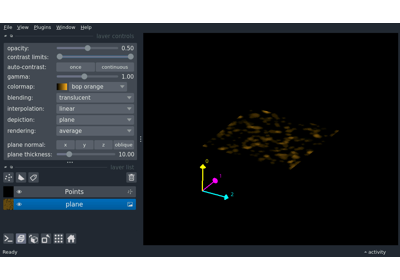 File View Plugins Window Help
layer controls
opacity: 0.50
contrast limits:
auto-contrast: once continuous
gamma: 1.00
colormap: bop orange
blending: translucent
interpolation: linear
depiction: plane
rendering: average
plane normal: x y z oblique
plane thickness: 10.00
layer list
Points
plane
0
2
Ready
activity